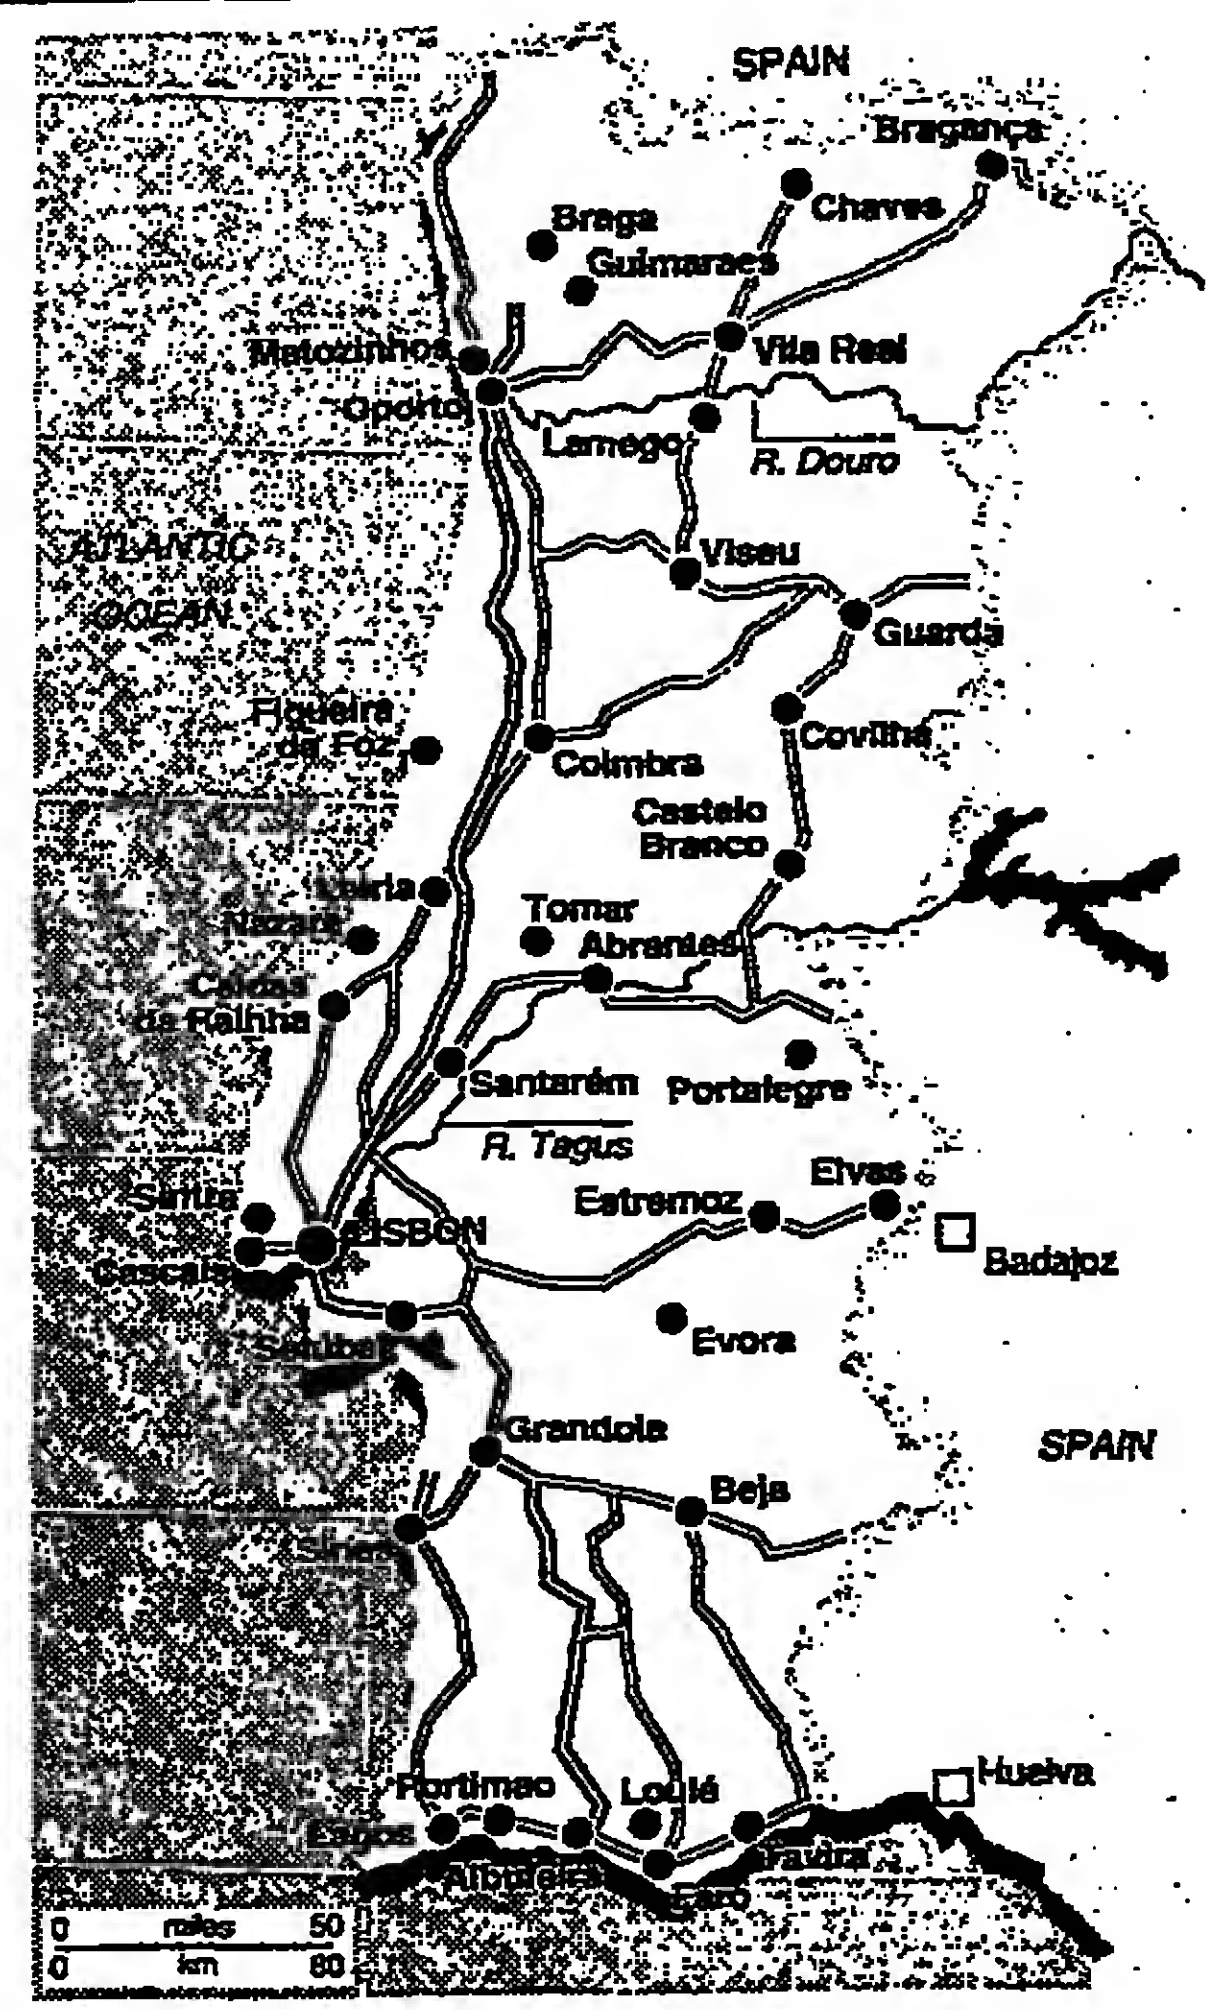 SPAIN
Bragança
Chaves
Braga
Guimaraes
Matozinhos
Vila Real
Oporto
Lamego
R. Douro
ATLANTIC
OCEAN
Viseu
Guarda
Figueira
da Foz
Covilha
Coimbra
Castelo
Branco
Leiria
Tomar
Nazare
Abrantes
Caldas
da Rainha
Santarém
Portalegre
R. Tagus
Elvas
Sintra
Estremoz
LISBON
Badajoz
Cascais
Evora
Setubal
Grandola
SPAIN
Beja
Sines
Huelva
Portimao
Loulé
Lagos
Tavira
Albufeira
Faro
0 miles 50
0 km 80